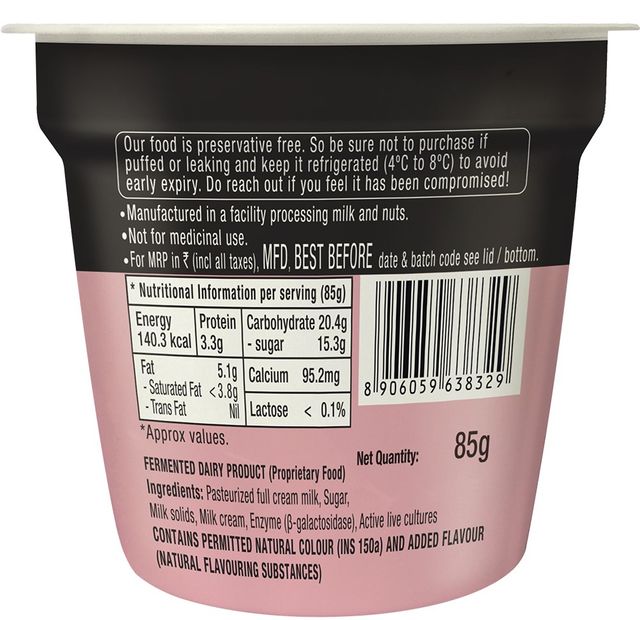 Our food is preservative free. So be sure not to purchase if
puffed or leaking and keep it refrigerated (4ºC to 8ºC) to avoid
early expiry. Do reach out if you feel it has been compromised!
•Manufactured in a facility processing milk and nuts.
•Not for medicinal use.
•For MRP in ₹ (incl all taxes), MFD, BEST BEFORE date & batch code see lid / bottom.
* Nutritional Information per serving (85g)
Energy 140.3 kcal
Protein 3.3g
Carbohydrate 20.4g
- sugar 15.3g
Fat 5.1g
- Saturated Fat <3.8g
- Trans Fat Nil
Calcium 95.2mg
Lactose < 0.1%
*Approx values.
8 906059 638329
Net Quantity: 85g
FERMENTED DAIRY PRODUCT (Proprietary Food)
Ingredients: Pasteurized full cream milk, Sugar,
Milk solids, Milk cream, Enzyme (β-galactosidase), Active live cultures
CONTAINS PERMITTED NATURAL COLOUR (INS 150a) AND ADDED FLAVOUR
(NATURAL FLAVOURING SUBSTANCES)